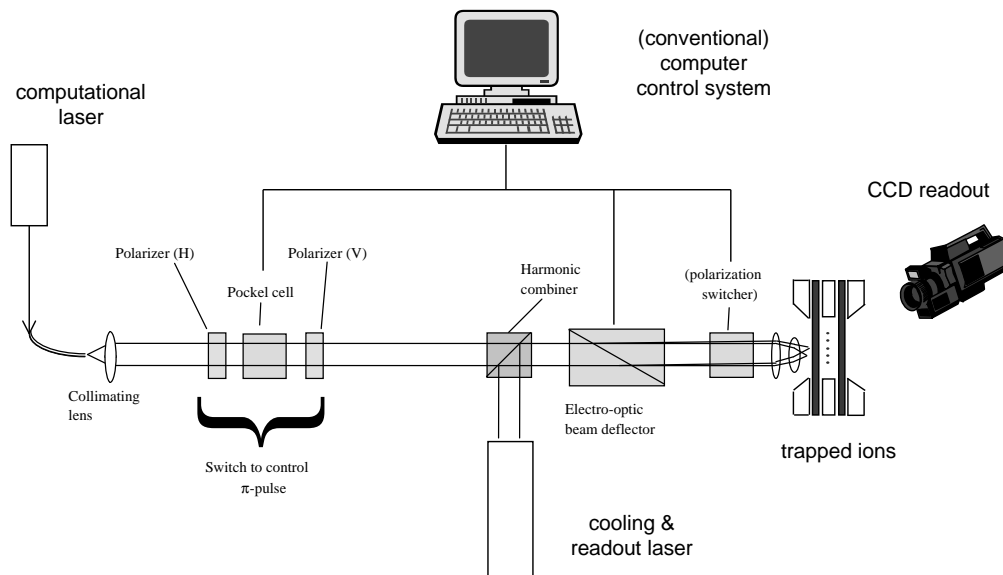 (conventional)
computer
control system
computational
laser
CCD readout
Polarizer (H)
Polarizer (V)
Pockel cell
Harmonic
combiner
(polarization
switcher)
Collimating
lens
Electro-optic
beam deflector
trapped ions
Switch to control
π-pulse
cooling &
readout laser